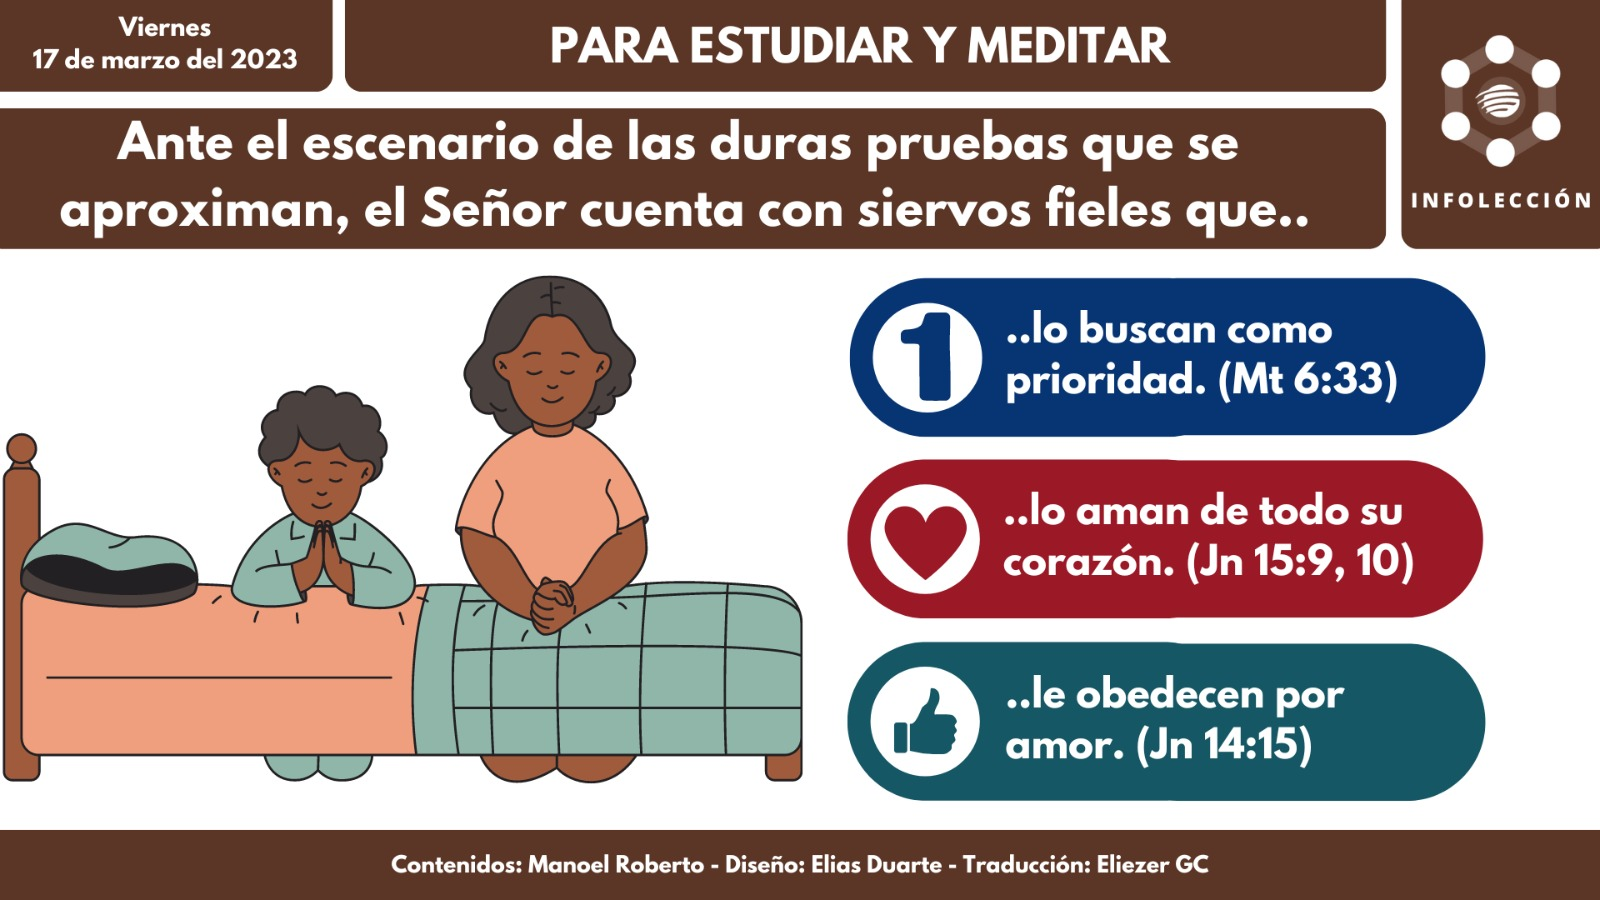 Viernes
17 de marzo del 2023
PARA ESTUDIAR Y MEDITAR
Ante el escenario de las duras pruebas que se
aproximan, el Señor cuenta con siervos fieles que..
INFOLECCIÓN
1
..lo buscan como
prioridad. (Mt 6:33)
..lo aman de todo su
corazón. (Jn 15:9, 10)
..le obedecen por
amor. (Jn 14:15)
Contenidos: Manoel Roberto - Diseño: Elias Duarte - Traducción: Eliezer GC